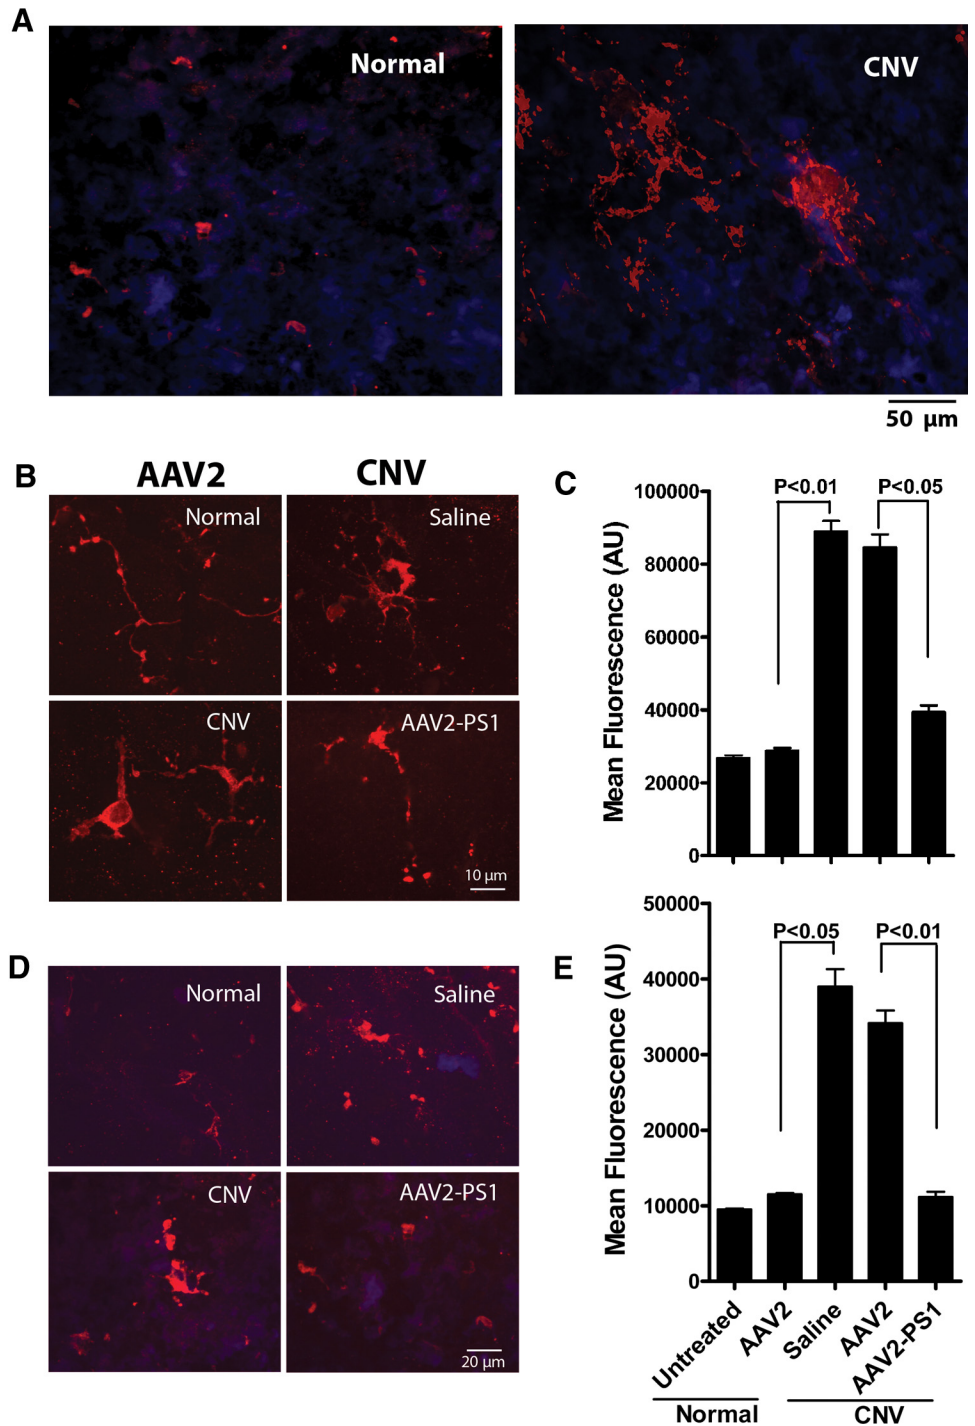 A
Normal
CNV
50 µm
B
AAV2
CNV
Normal
Saline
CNV
AAV2-PS1
10 µm
C
Mean Fluorescence (AU)
100000
80000
60000
40000
20000
0
P<0.01
P<0.05
D
Normal
Saline
CNV
AAV2-PS1
20 µm
E
Mean Fluorescence (AU)
50000
40000
30000
20000
10000
0
P<0.05
P<0.01
Untreated
AAV2
Saline
AAV2
AAV2-PS1
Normal
CNV